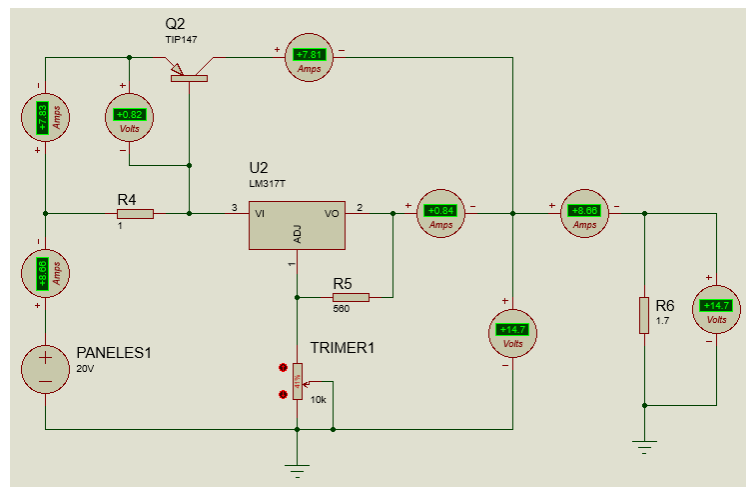 Q2
TIP147
+
-
+7.81
Amps
-
+7.83
Amps
+
+
+0.82
Volts
-
R4
1
U2
LM317T
3
VI
VO
2
ADJ
1
+
-
+0.84
Amps
+
-
+8.66
Amps
-
+8.66
Amps
+
R5
560
+
+14.7
Volts
-
R6
1.7
+
+14.7
Volts
-
PANELES1
20V
TRIMER1
41%
10k